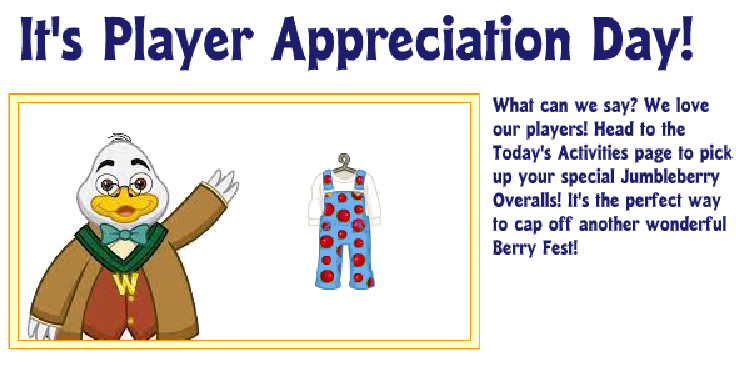 It's Player Appreciation Day!
What can we say? We love
our players! Head to the
Today's Activities page to pick
up your special Jumbleberry
Overalls! It's the perfect way
to cap off another wonderful
Berry Fest!
W